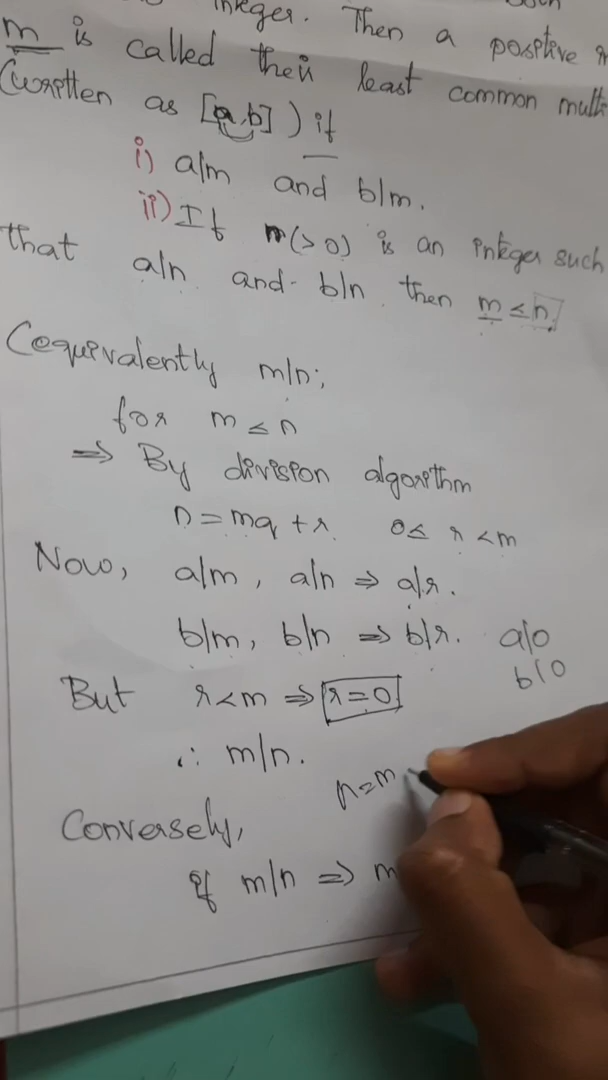 integer. Then a positive
m is called their least common multi
(written as [a,b]) if
i) a/m and b/m.
ii) If n(>0) is an integer such
that a/n and b/n then m ≤ n.
Cequivalently m/n;
for m ≤ n
⇒ By division algorithm
n = mq + r 0 ≤ r < m
Now, a/m, a/n ⇒ a/r.
b/m, b/n ⇒ b/r. a/0
b/0
But r < m ⇒ r = 0
∴ m/n.
n = m
Conversely,
if m/n ⇒ m